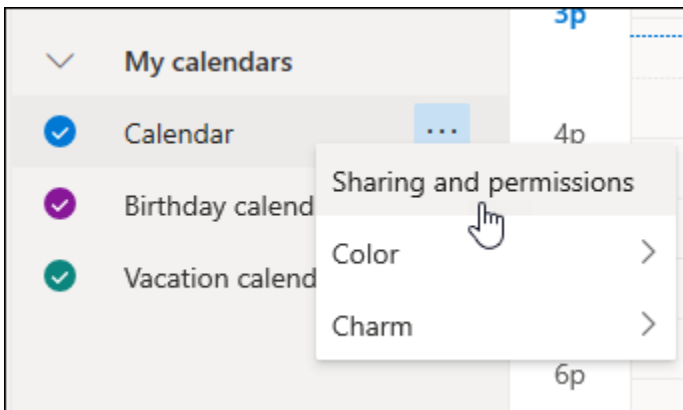 3p
My calendars
Calendar
...
4p
Sharing and permissions
Birthday calend
Color
Vacation calend
Charm
6p